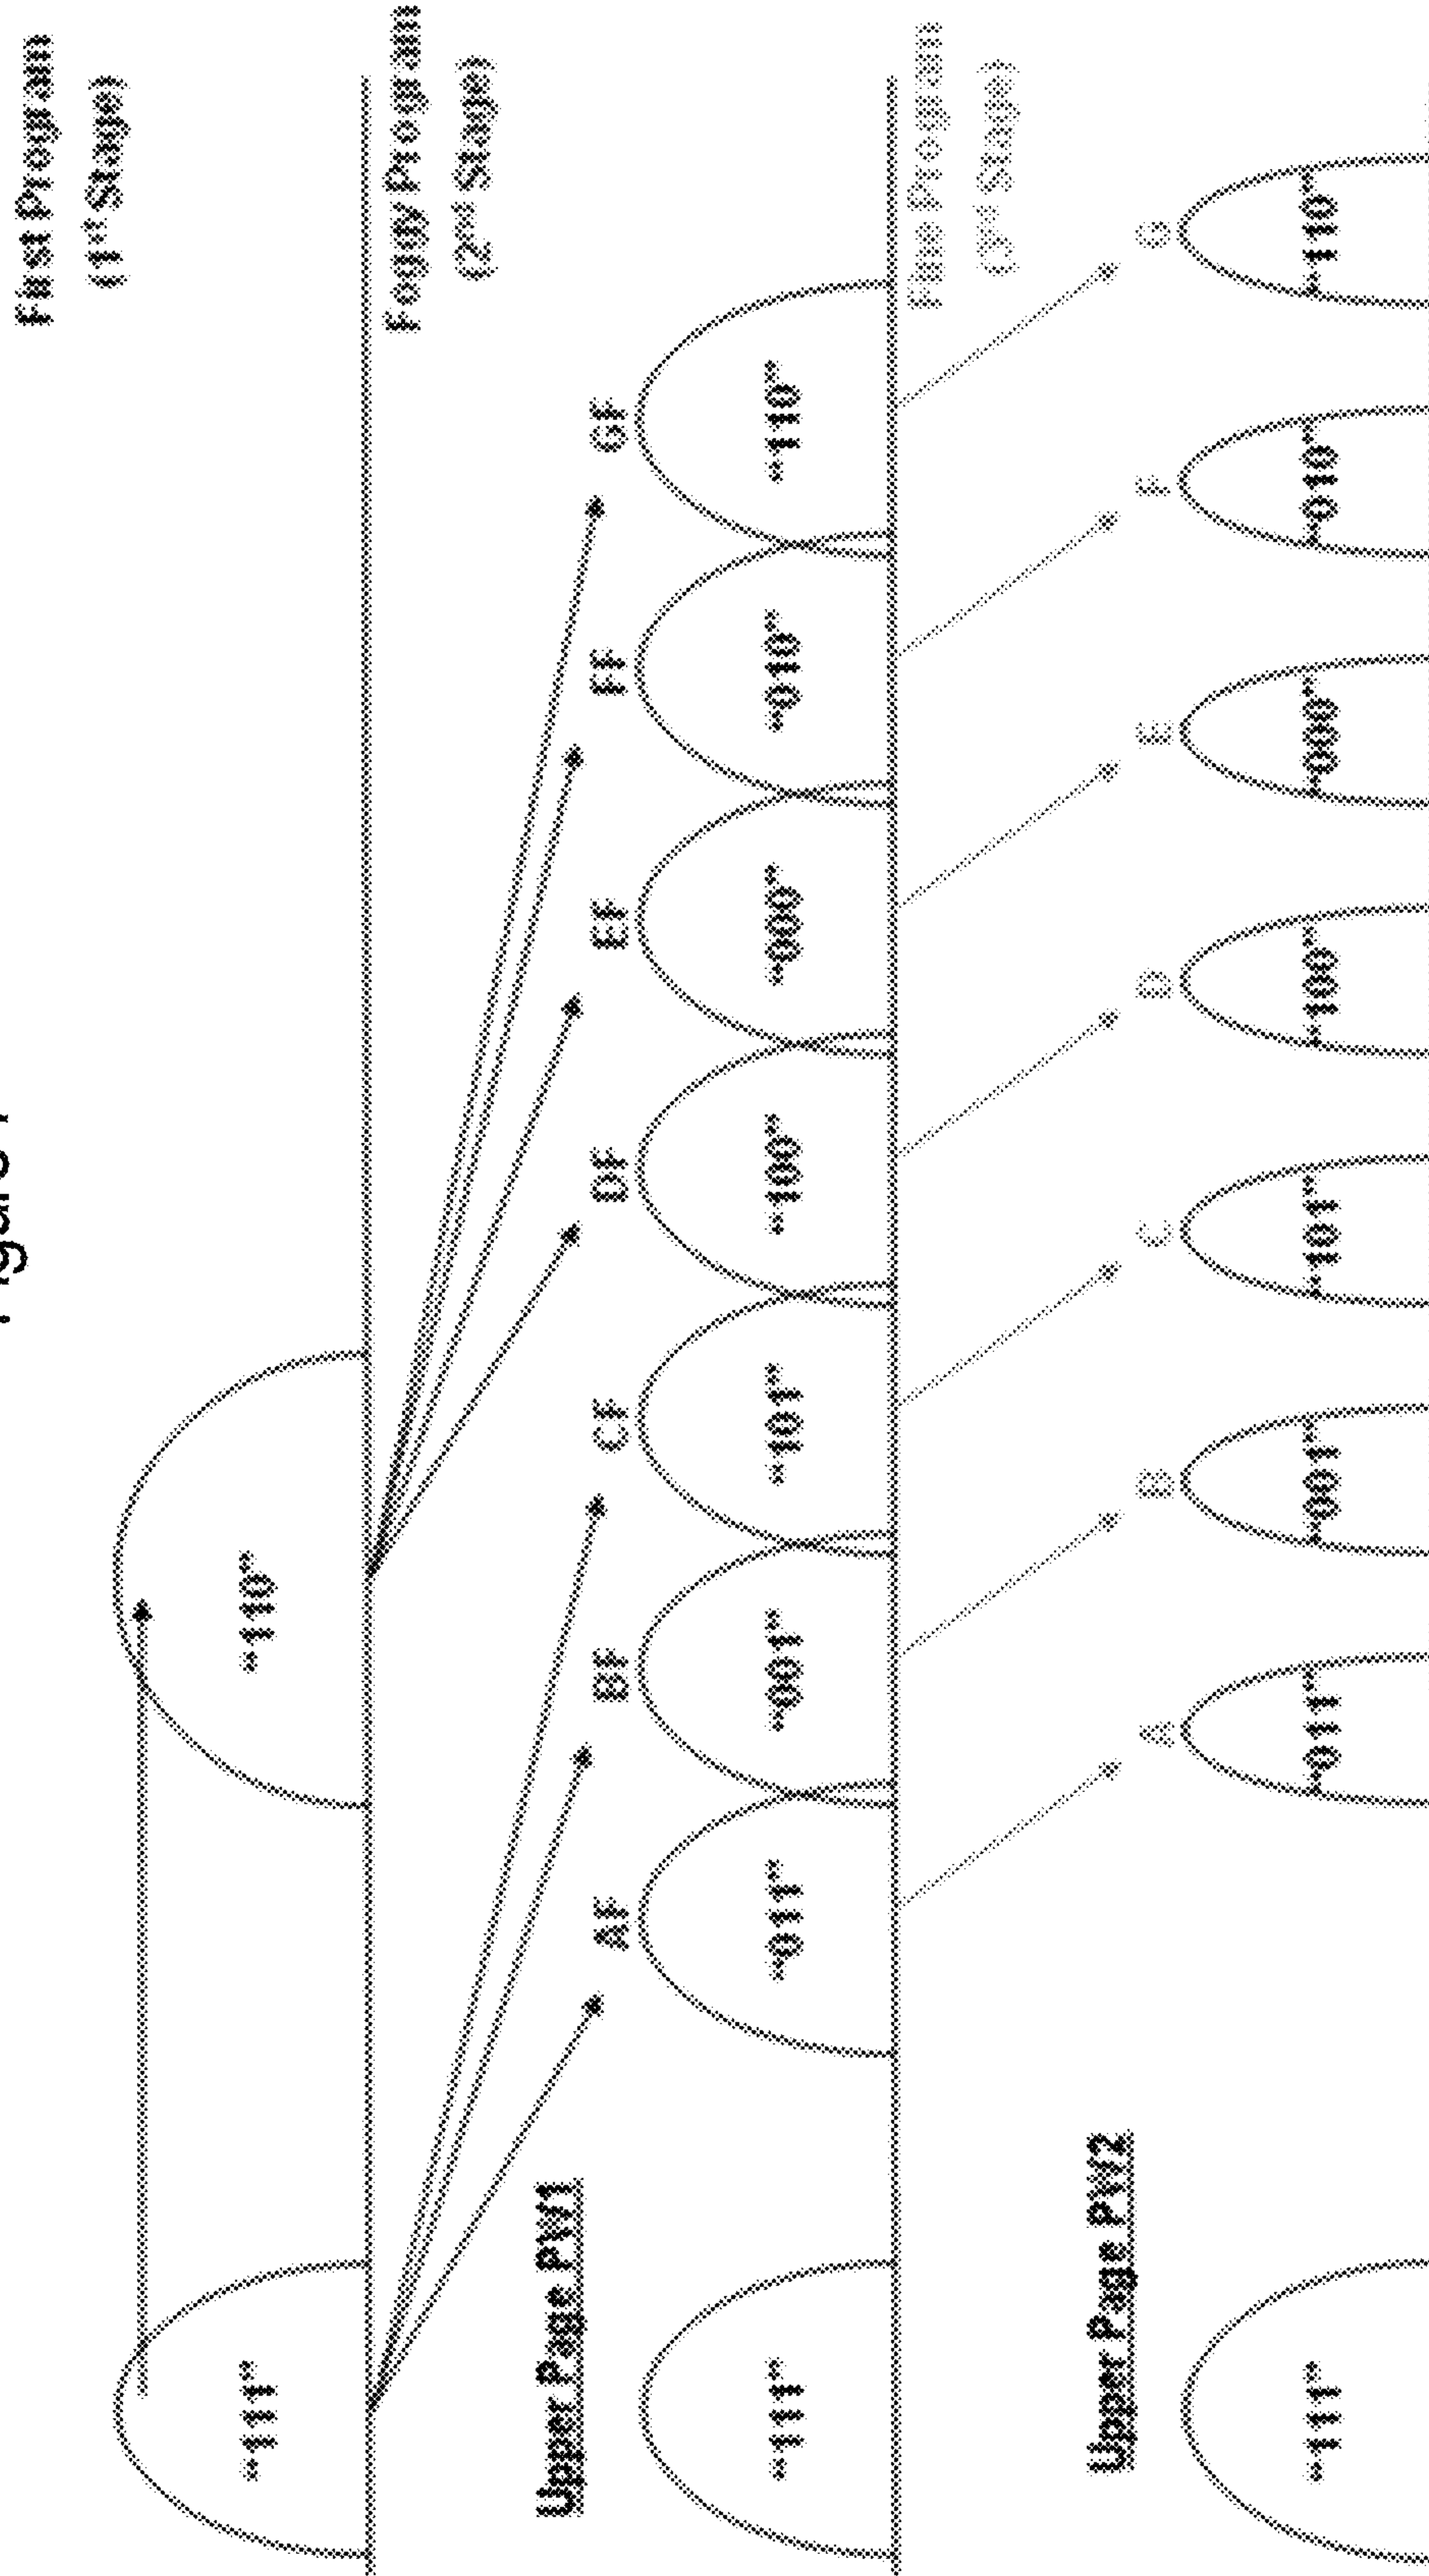 First Program
(1st Stage)
"111"
"110"
Foggy Program
(2nd Stage)
Upper Page PW1
AF
BF
CF
DF
EF
FF
GF
"111"
"011"
"001"
"101"
"100"
"000"
"010"
"110"
Fine Program
(3rd Stage)
Upper Page PW2
A
B
C
D
E
F
G
"111"
"011"
"001"
"101"
"100"
"000"
"010"
"110"